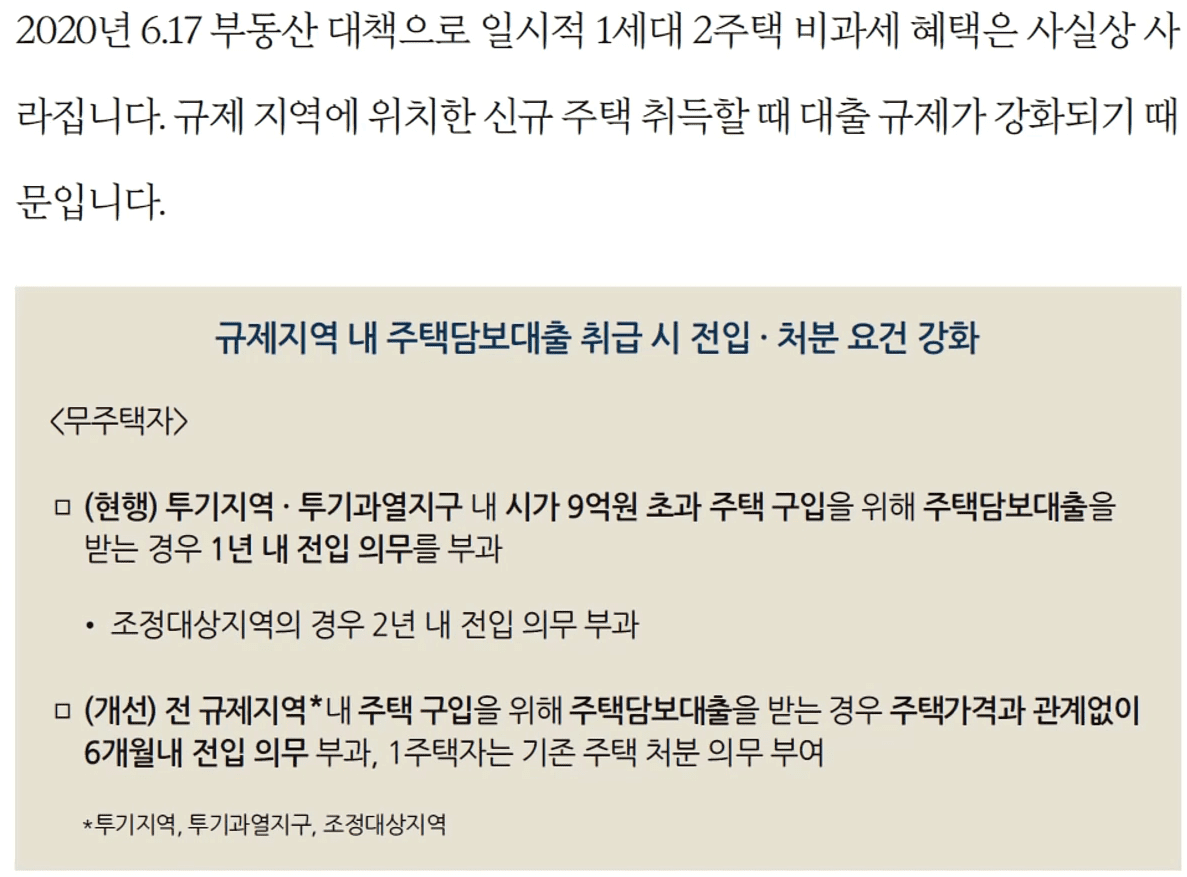 2020년 6.17 부동산 대책으로 일시적 1세대 2주택 비과세 혜택은 사실상 사
라집니다. 규제 지역에 위치한 신규 주택 취득할 때 대출 규제가 강화되기 때
문입니다.
규제지역 내 주택담보대출 취급 시 전입 · 처분 요건 강화
<무주택자>
□ (현행) 투기지역 · 투기과열지구 내 시가 9억원 초과 주택 구입을 위해 주택담보대출을
받는 경우 1년 내 전입 의무를 부과
• 조정대상지역의 경우 2년 내 전입 의무 부과
□ (개선) 전 규제지역*내 주택 구입을 위해 주택담보대출을 받는 경우 주택가격과 관계없이
6개월내 전입 의무 부과, 1주택자는 기존 주택 처분 의무 부여
*투기지역, 투기과열지구, 조정대상지역